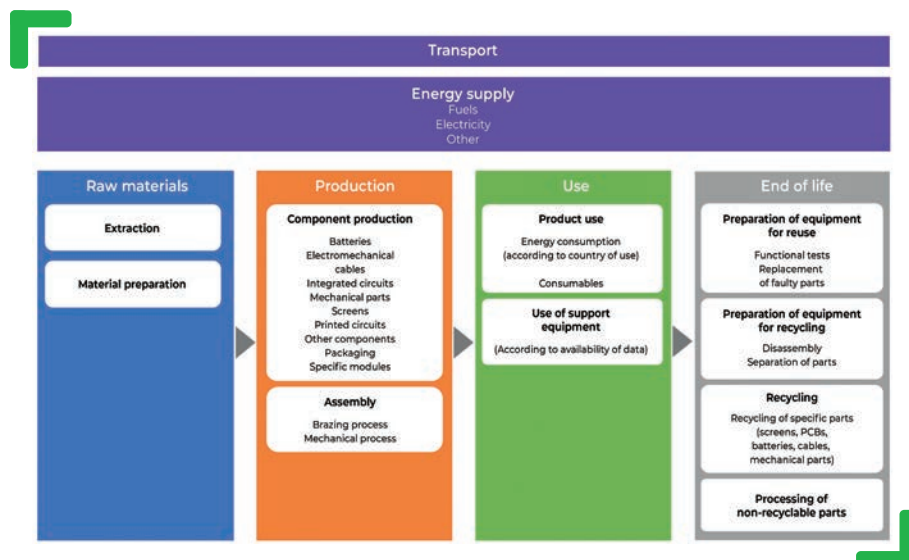 Transport
Energy supply
Fuels
Electricity
Other
Raw materials
Extraction
Material preparation
Production
Component production
Batteries
Electromechanical
cables
Integrated circuits
Mechanical parts
Screens
Printed circuits
Other components
Packaging
Specific modules
Assembly
Brazing process
Mechanical process
Use
Product use
Energy consumption
(according to country of use)
Consumables
Use of support
equipment
(According to availability of data)
End of life
Preparation of equipment
for reuse
Functional tests
Replacement
of faulty parts
Preparation of equipment
for recycling
Disassembly
Separation of parts
Recycling
Recycling of specific parts
(screens, PCBs,
batteries, cables,
mechanical parts)
Processing of
non-recyclable parts